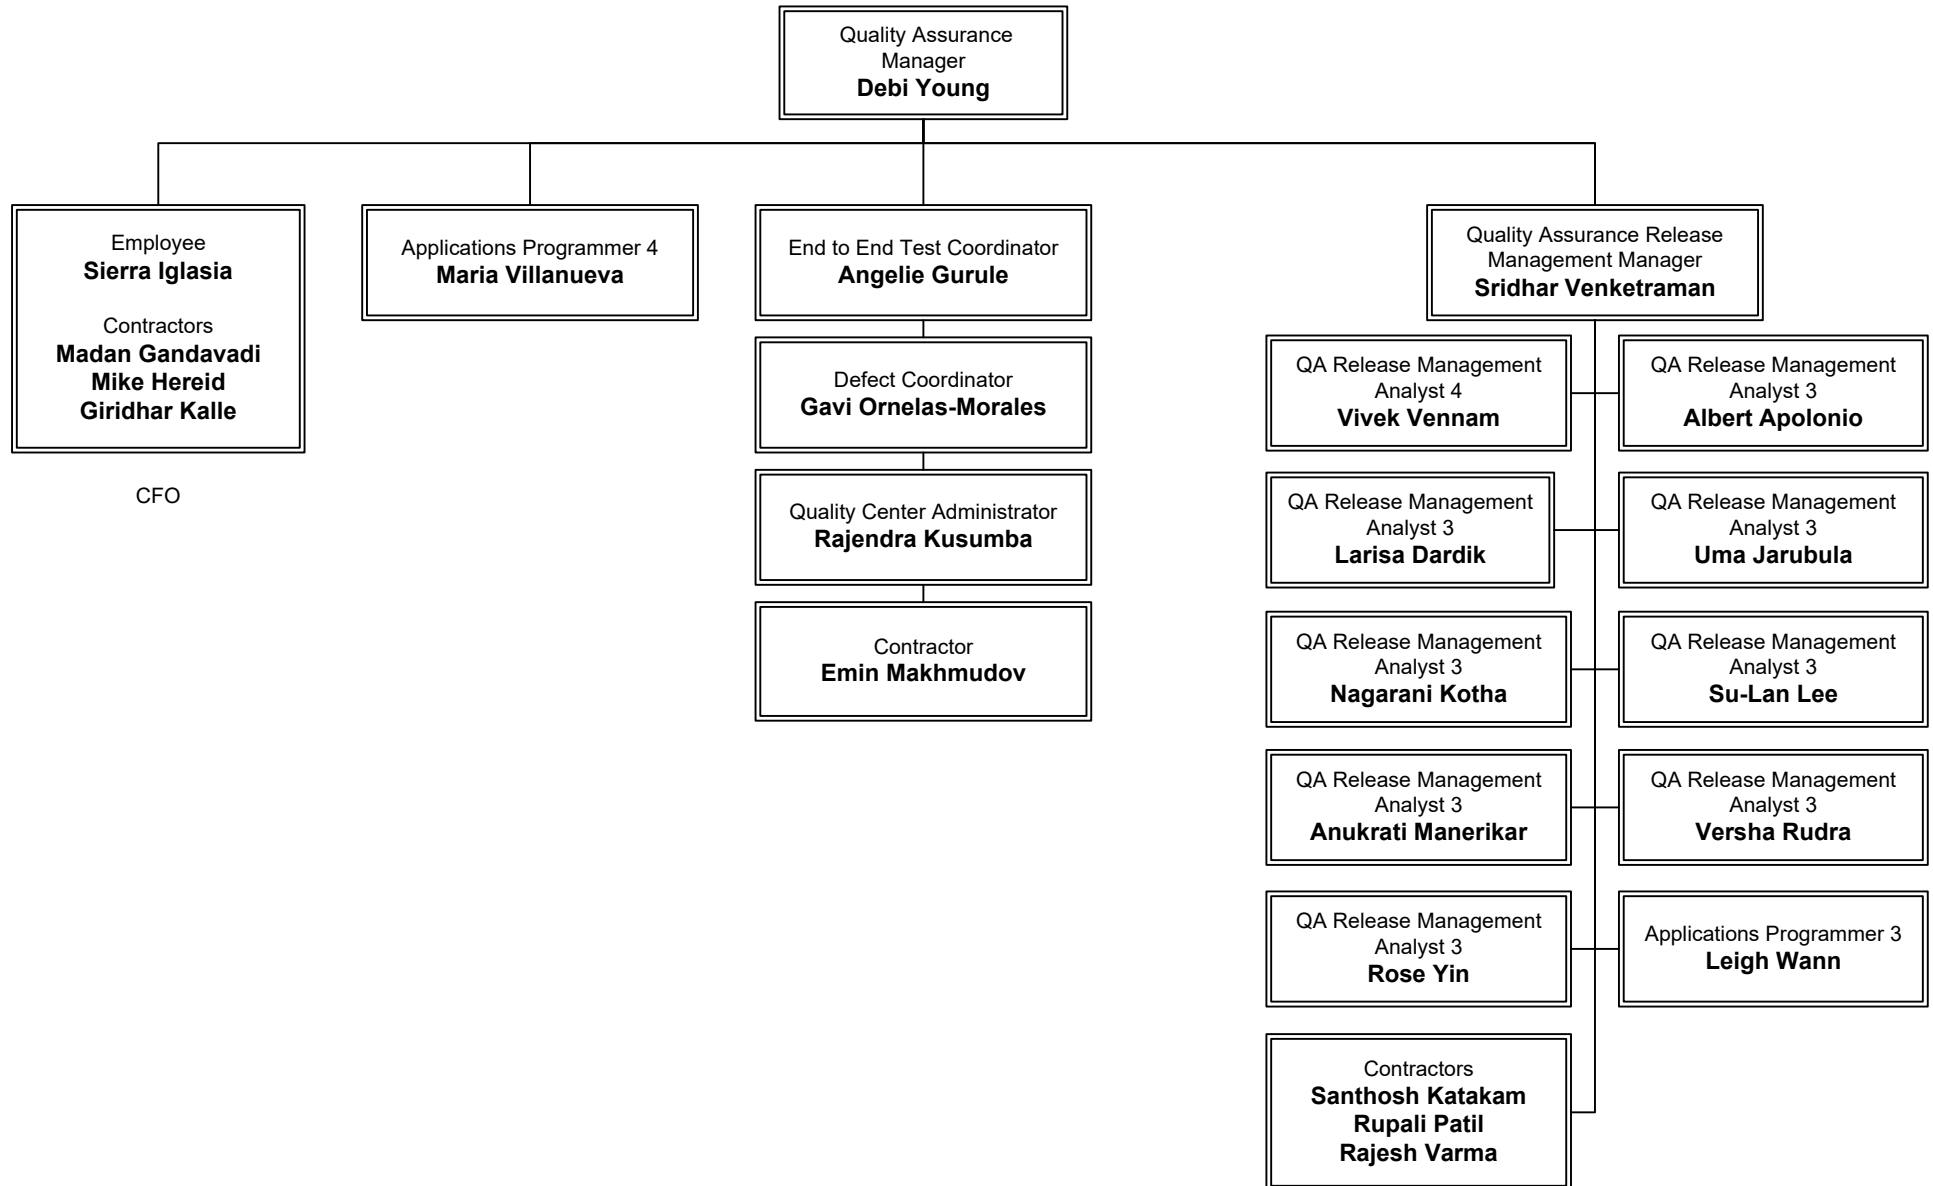 Quality Assurance
Manager
Debi Young
Employee
Sierra Iglasia
Contractors
Madan Gandavadi
Mike Hereid
Giridhar Kalle
CFO
Applications Programmer 4
Maria Villanueva
End to End Test Coordinator
Angelie Gurule
Defect Coordinator
Gavi Ornelas-Morales
Quality Center Administrator
Rajendra Kusumba
Contractor
Emin Makhmudov
Quality Assurance Release
Management Manager
Sridhar Venketraman
QA Release Management
Analyst 4
Vivek Vennam
QA Release Management
Analyst 3
Albert Apolonio
QA Release Management
Analyst 3
Larisa Dardik
QA Release Management
Analyst 3
Uma Jarubula
QA Release Management
Analyst 3
Nagarani Kotha
QA Release Management
Analyst 3
Su-Lan Lee
QA Release Management
Analyst 3
Anukrati Manerikar
QA Release Management
Analyst 3
Versha Rudra
QA Release Management
Analyst 3
Rose Yin
Applications Programmer 3
Leigh Wann
Contractors
Santhosh Katakam
Rupali Patil
Rajesh Varma